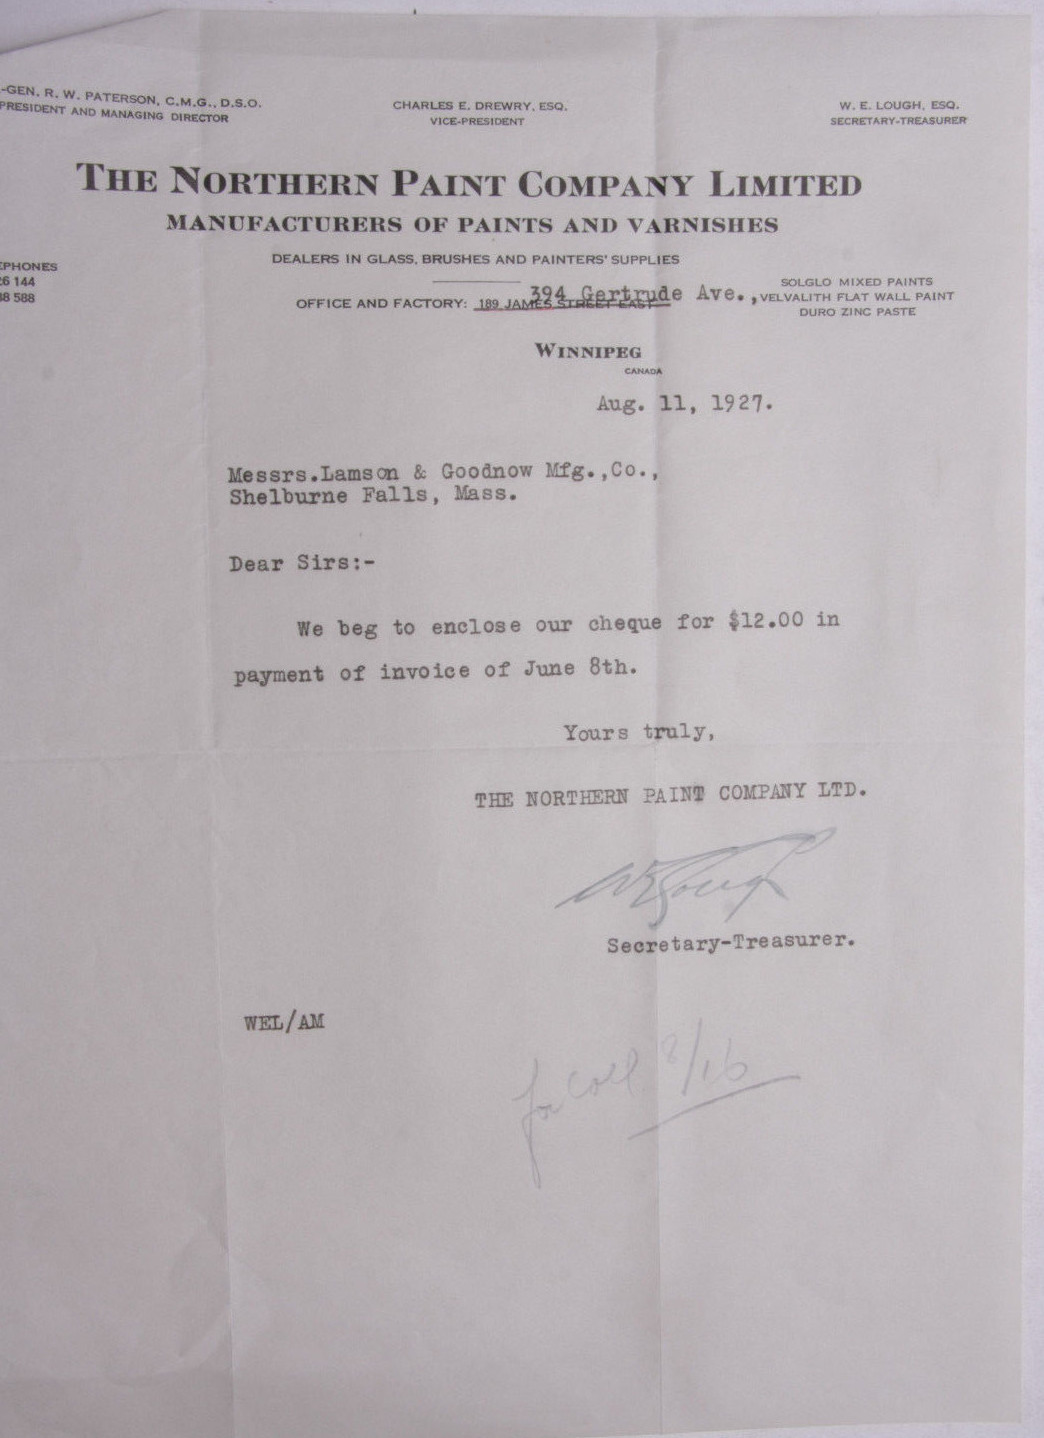 -GEN. R. W. PATERSON, C.M.G., D.S.O.
PRESIDENT AND MANAGING DIRECTOR
CHARLES E. DREWRY, ESQ.
VICE-PRESIDENT
W. E. LOUGH, ESQ.
SECRETARY-TREASURER
THE NORTHERN PAINT COMPANY LIMITED
MANUFACTURERS OF PAINTS AND VARNISHES
DEALERS IN GLASS, BRUSHES AND PAINTERS' SUPPLIES
EPHONES
26 144
38 588
394 Gertrude Ave.,
OFFICE AND FACTORY: 189 JAMES STREET EAST
SOLGLO MIXED PAINTS
VELVALITH FLAT WALL PAINT
DURO ZINC PASTE
WINNIPEG
CANADA
Aug. 11, 1927.
Messrs.Lamson & Goodnow Mfg.,Co.,
Shelburne Falls, Mass.
Dear Sirs:-
We beg to enclose our cheque for $12.00 in
payment of invoice of June 8th.
Yours truly,
THE NORTHERN PAINT COMPANY LTD.
WELough
Secretary-Treasurer.
WEL/AM
for Coll 8/16